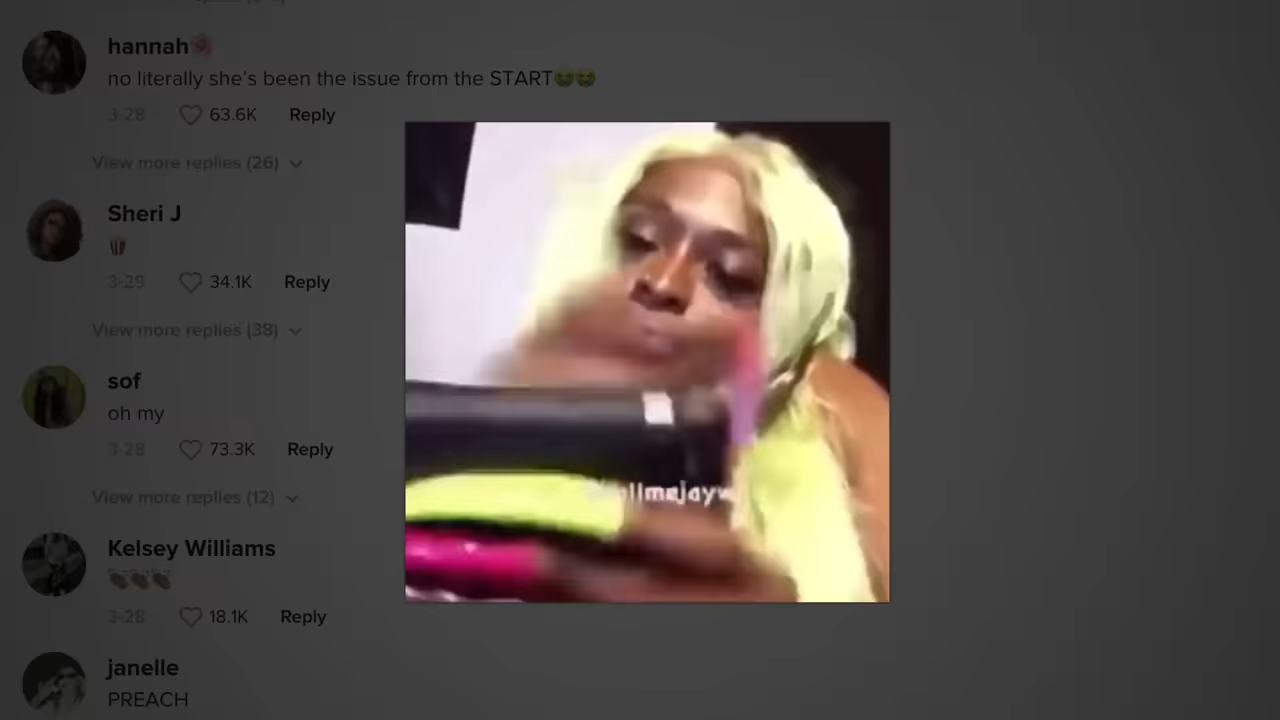 hannah🌸
no literally she's been the issue from the START😭😭
3-28 63.6K Reply
View more replies (26)
Sheri J
🍿
3-29 34.1K Reply
View more replies (38)
sof
oh my
3-28 73.3K Reply
View more replies (12)
Kelsey Williams
👏🏾👏🏾👏🏾
3-28 18.1K Reply
janelle
PREACH